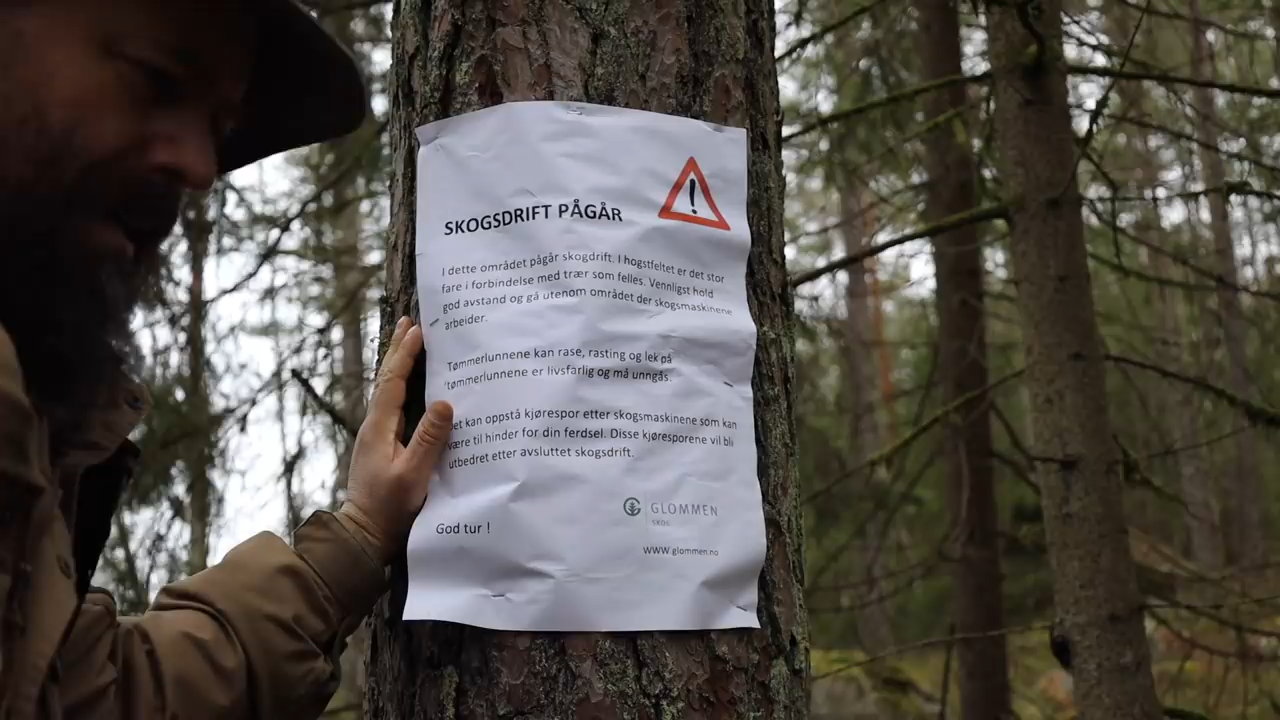 SKOGSDRIFT PÅGÅR
I dette området pågår skogdrift. I hogstfeltet er det stor
fare i forbindelse med trær som felles. Vennligst hold
god avstand og gå utenom området der skogsmaskinene
arbeider.
Tømmerlunnene kan rase, rasting og lek på
tømmerlunnene er livsfarlig og må unngås.
et kan oppstå kjørespor etter skogsmaskinene som kan
være til hinder for din ferdsel. Disse kjøresporene vil bli
utbedret etter avsluttet skogsdrift.
God tur !
GLOMMEN
SKOG
WWW.glommen.no